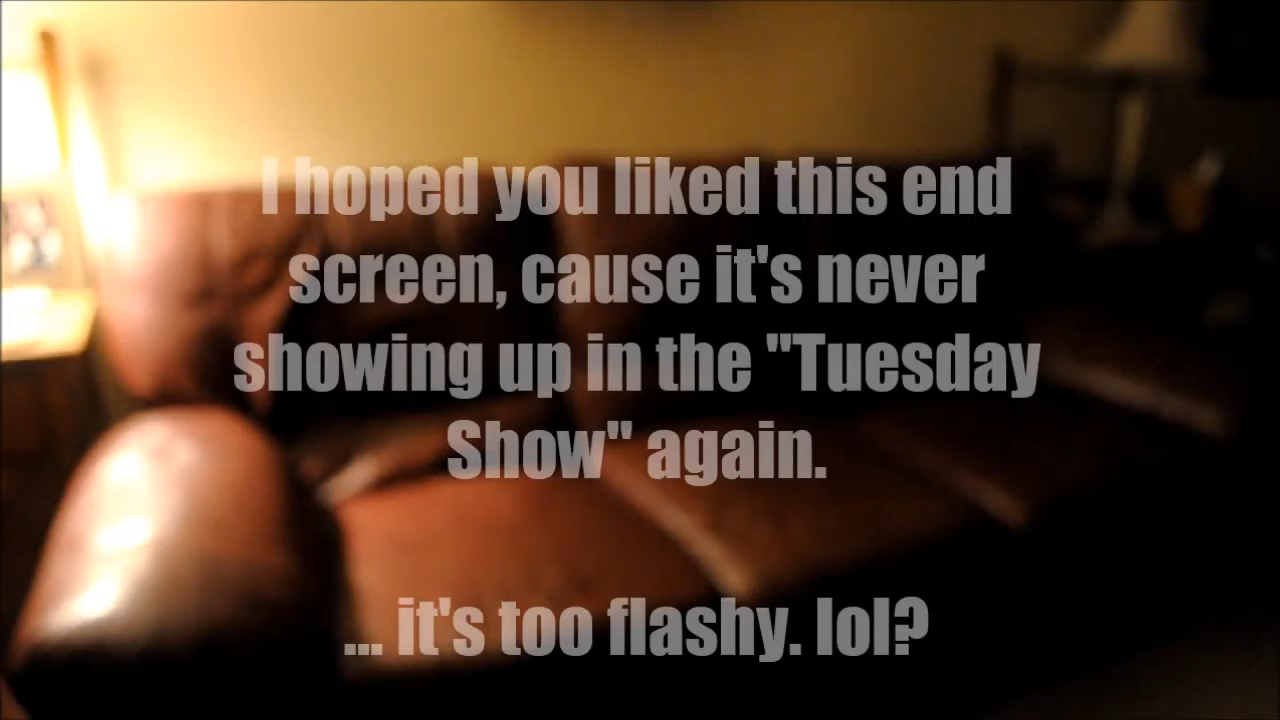 I hoped you liked this end
screen, cause it's never
showing up in the "Tuesday
Show" again.
... it's too flashy. lol?